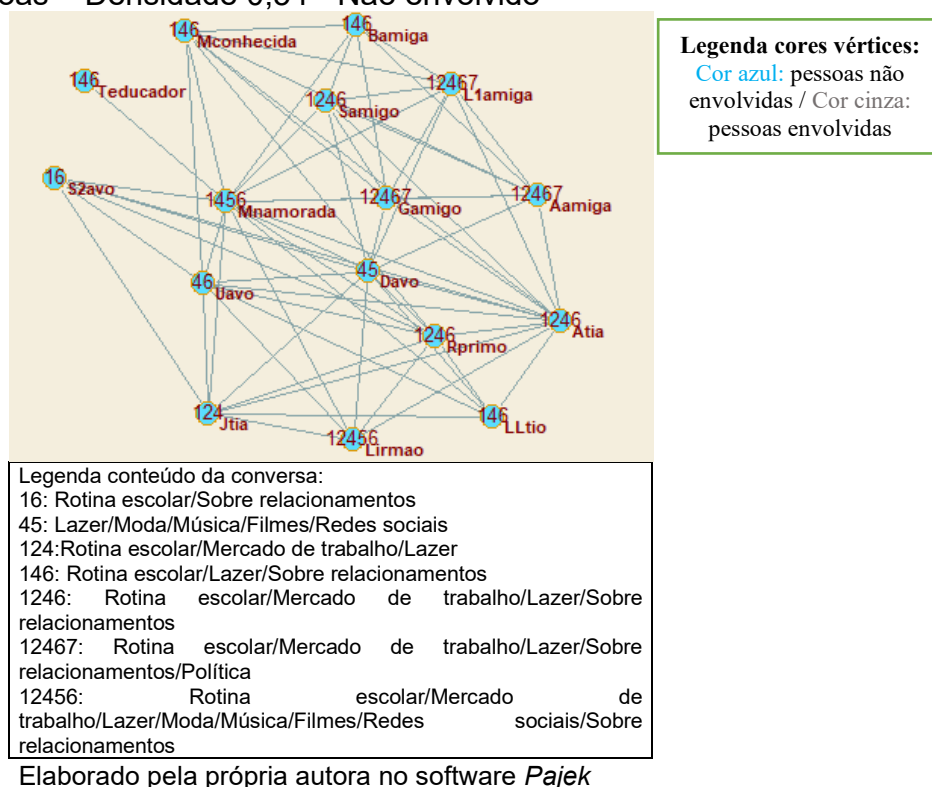 Densidade 0,54 - Não envolvido
146
Mconhecida
146
Bamiga
146
Teducador
1246
Samigo
12467
L1amiga
16
S2avo
1456
Mnamorada
12467
Gamigo
12467
Aamiga
46
Uavo
45
Davo
1246
Rprimo
1246
Atia
124
Jtia
12456
Lirmao
146
LLtio
Legenda cores vértices:
Cor azul: pessoas não
envolvidas / Cor cinza:
pessoas envolvidas
Legenda conteúdo da conversa:
16: Rotina escolar/Sobre relacionamentos
45: Lazer/Moda/Música/Filmes/Redes sociais
124:Rotina escolar/Mercado de trabalho/Lazer
146: Rotina escolar/Lazer/Sobre relacionamentos
1246: Rotina escolar/Mercado de trabalho/Lazer/Sobre
relacionamentos
12467: Rotina escolar/Mercado de trabalho/Lazer/Sobre
relacionamentos/Política
12456: Rotina escolar/Mercado de
trabalho/Lazer/Moda/Música/Filmes/Redes sociais/Sobre
relacionamentos
Elaborado pela própria autora no software Pajek